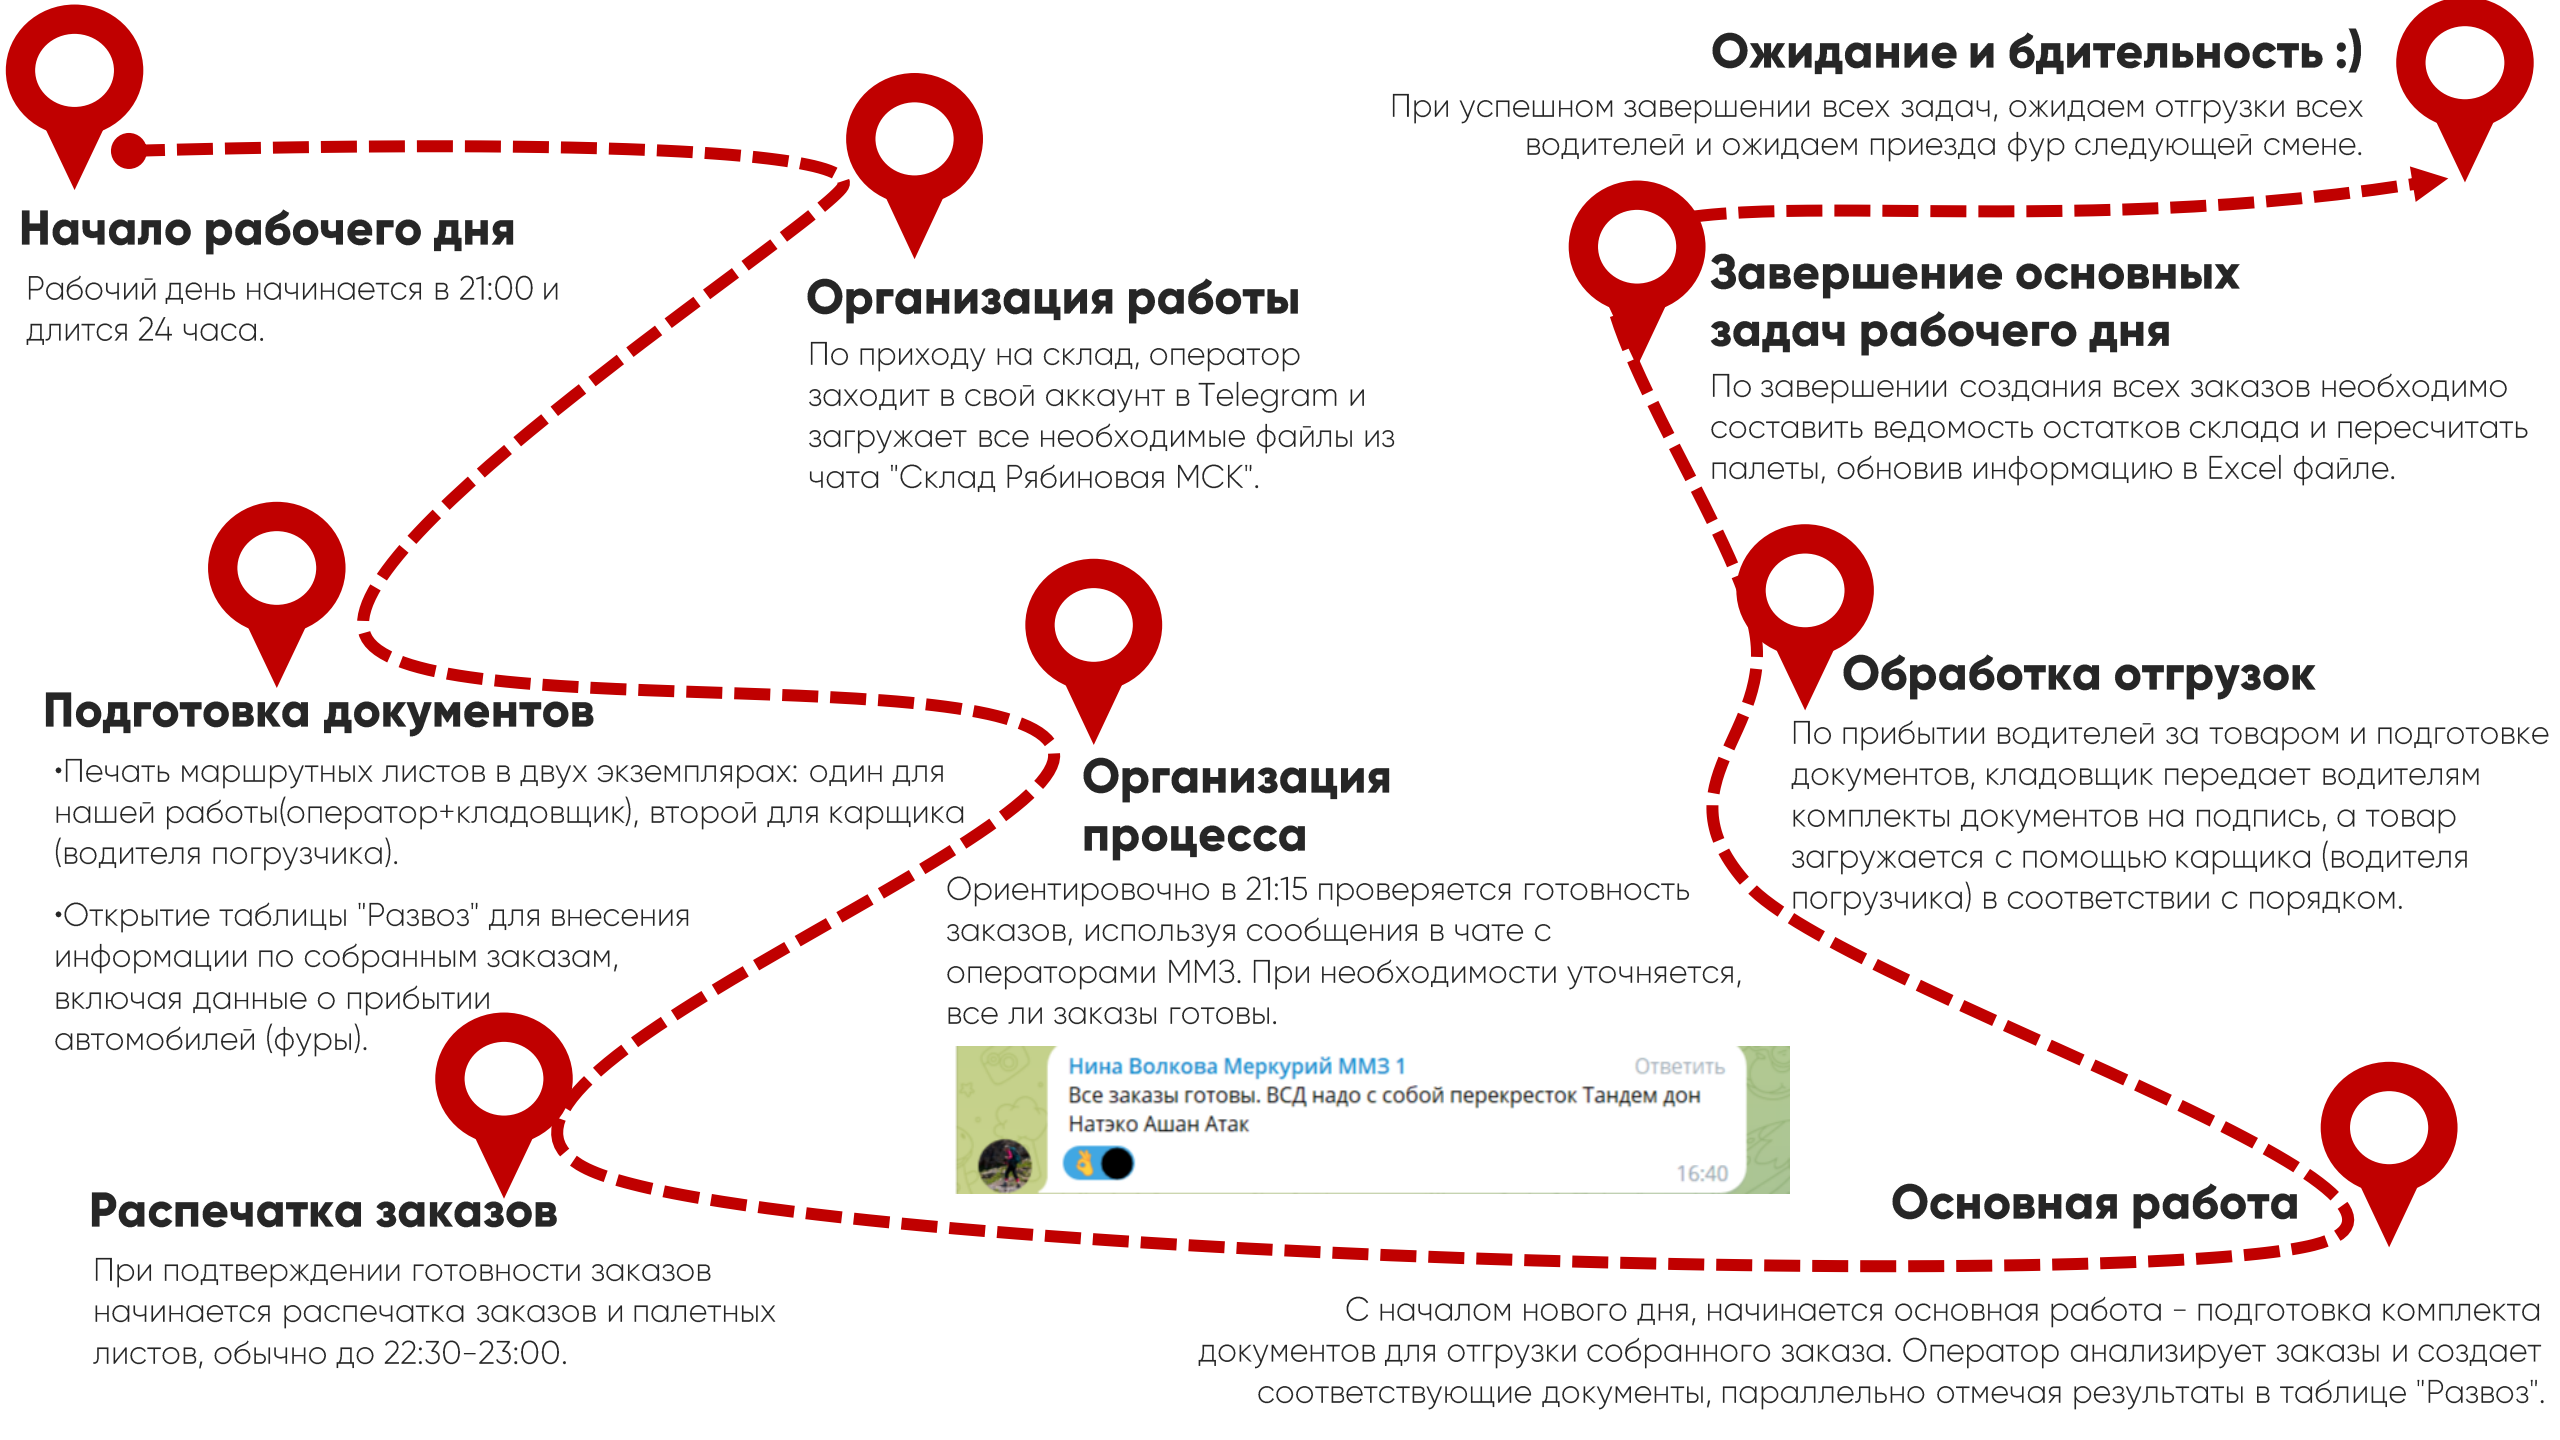 Начало рабочего дня
Рабочий день начинается в 21:00 и
длится 24 часа.
Организация работы
По приходу на склад, оператор
заходит в свой аккаунт в Telegram и
загружает все необходимые файлы из
чата "Склад Рябиновая МСК".
Подготовка документов
•Печать маршрутных листов в двух экземплярах: один для
нашей работы(оператор+кладовщик), второй для карщика
(водителя погрузчика).
•Открытие таблицы "Развоз" для внесения
информации по собранным заказам,
включая данные о прибытии
автомобилей (фуры).
Организация
процесса
Ориентировочно в 21:15 проверяется готовность
заказов, используя сообщения в чате с
операторами ММЗ. При необходимости уточняется,
все ли заказы готовы.
Нина Волкова Меркурий ММЗ 1
Ответить
Все заказы готовы. ВСД надо с собой перекресток Тандем дон
Натэко Ашан Атак
16:40
Распечатка заказов
При подтверждении готовности заказов
начинается распечатка заказов и палетных
листов, обычно до 22:30-23:00.
Основная работа
С началом нового дня, начинается основная работа - подготовка комплекта
документов для отгрузки собранного заказа. Оператор анализирует заказы и создает
соответствующие документы, параллельно отмечая результаты в таблице "Развоз".
Обработка отгрузок
По прибытии водителей за товаром и подготовке
документов, кладовщик передает водителям
комплекты документов на подпись, а товар
загружается с помощью карщика (водителя
погрузчика) в соответствии с порядком.
Завершение основных
задач рабочего дня
По завершении создания всех заказов необходимо
составить ведомость остатков склада и пересчитать
палеты, обновив информацию в Excel файле.
Ожидание и бдительность :)
При успешном завершении всех задач, ожидаем отгрузки всех
водителей и ожидаем приезда фур следующей смене.